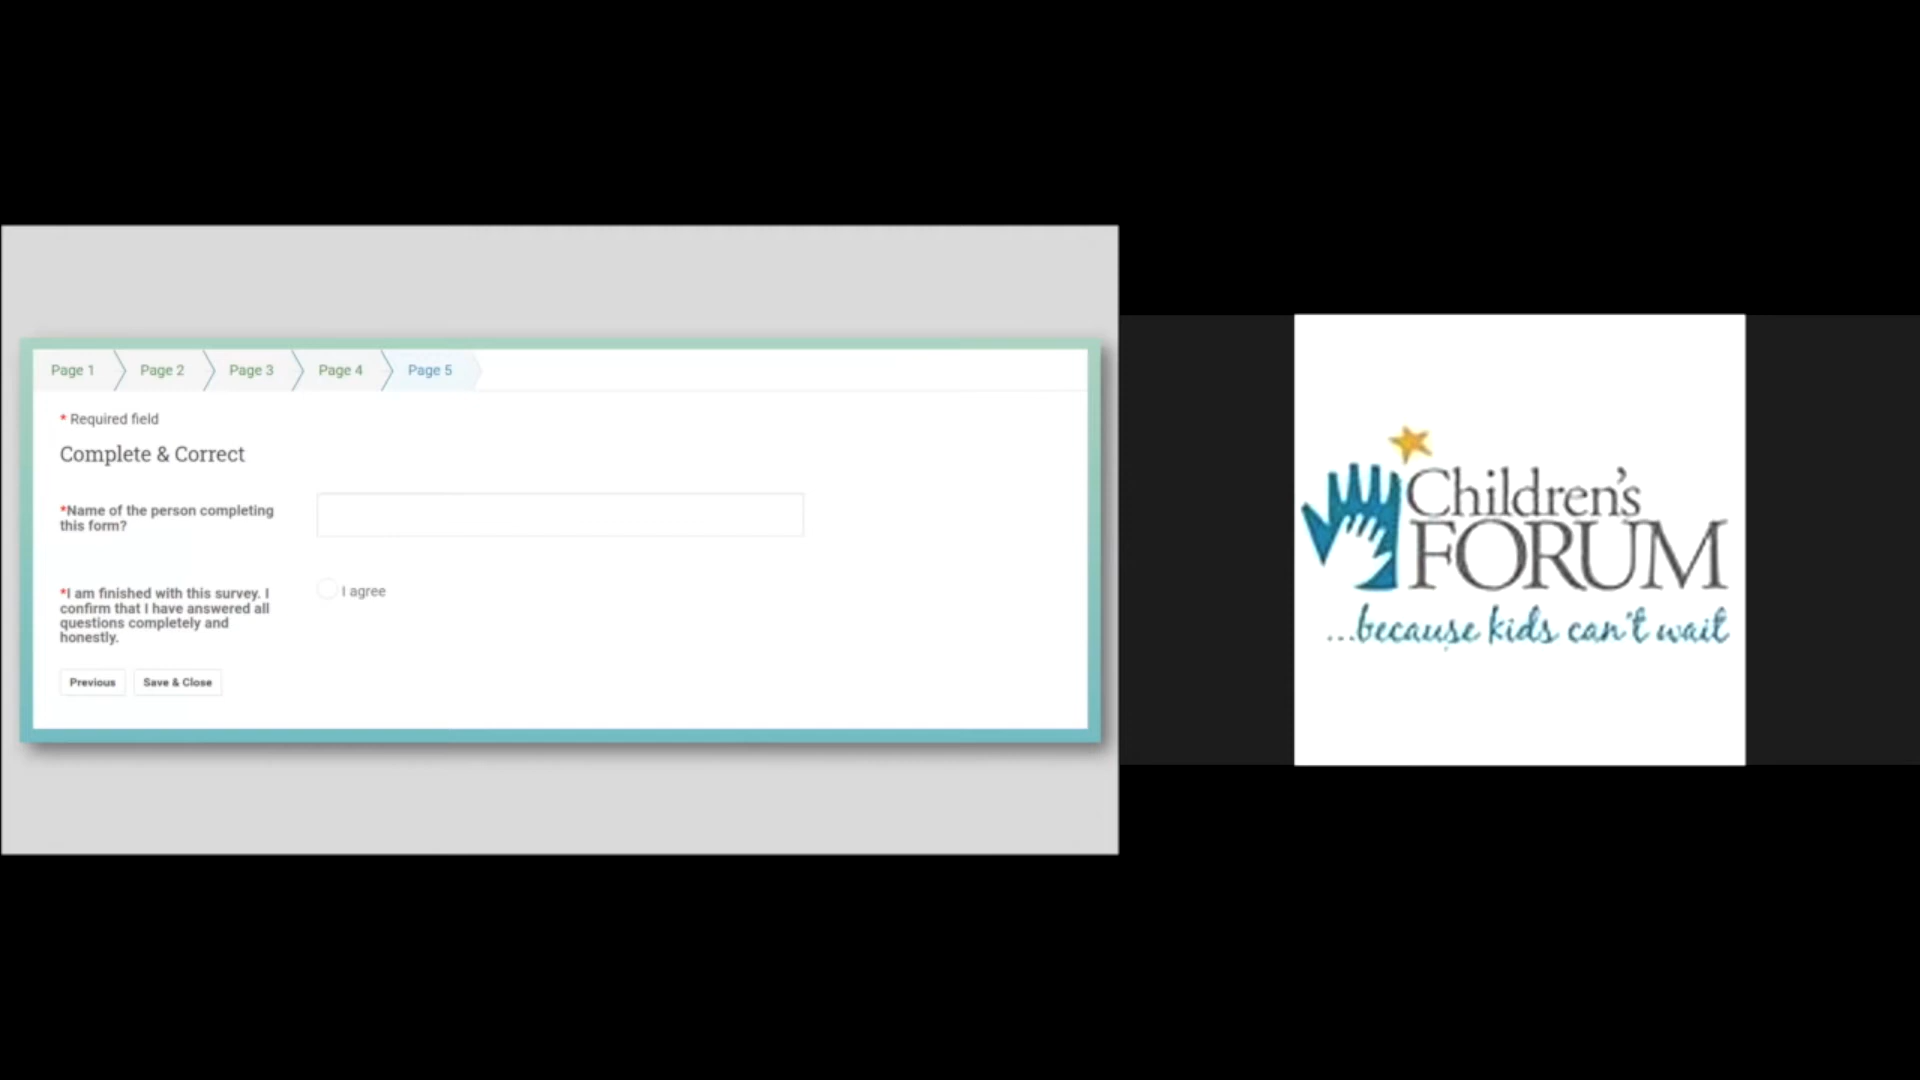 Page 1
Page 2
Page 3
Page 4
Page 5
* Required field
Complete & Correct
*Name of the person completing
this form?
*I am finished with this survey. I
confirm that I have answered all
questions completely and
honestly.
I agree
Previous
Save & Close
Children's
FORUM
...because kids can't wait